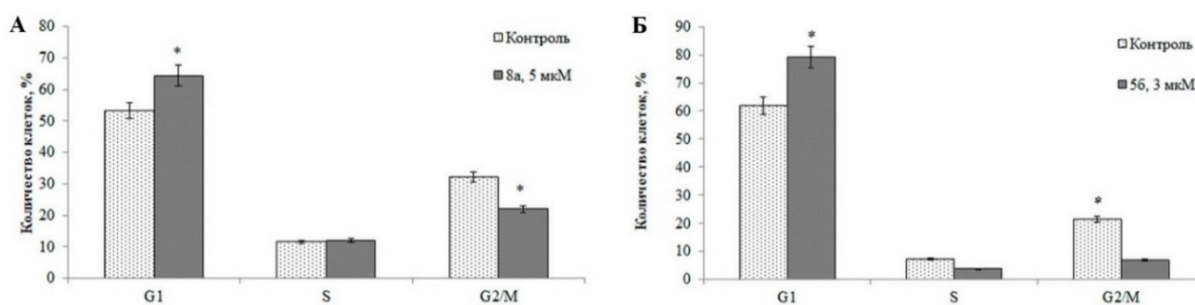 А
Количество клеток, %
80
70
60
50
40
30
20
10
0
*
*
Контроль
8а, 5 мкМ
G1
S
G2/M
Б
Количество клеток, %
90
80
70
60
50
40
30
20
10
0
*
*
Контроль
5б, 3 мкМ
G1
S
G2/M